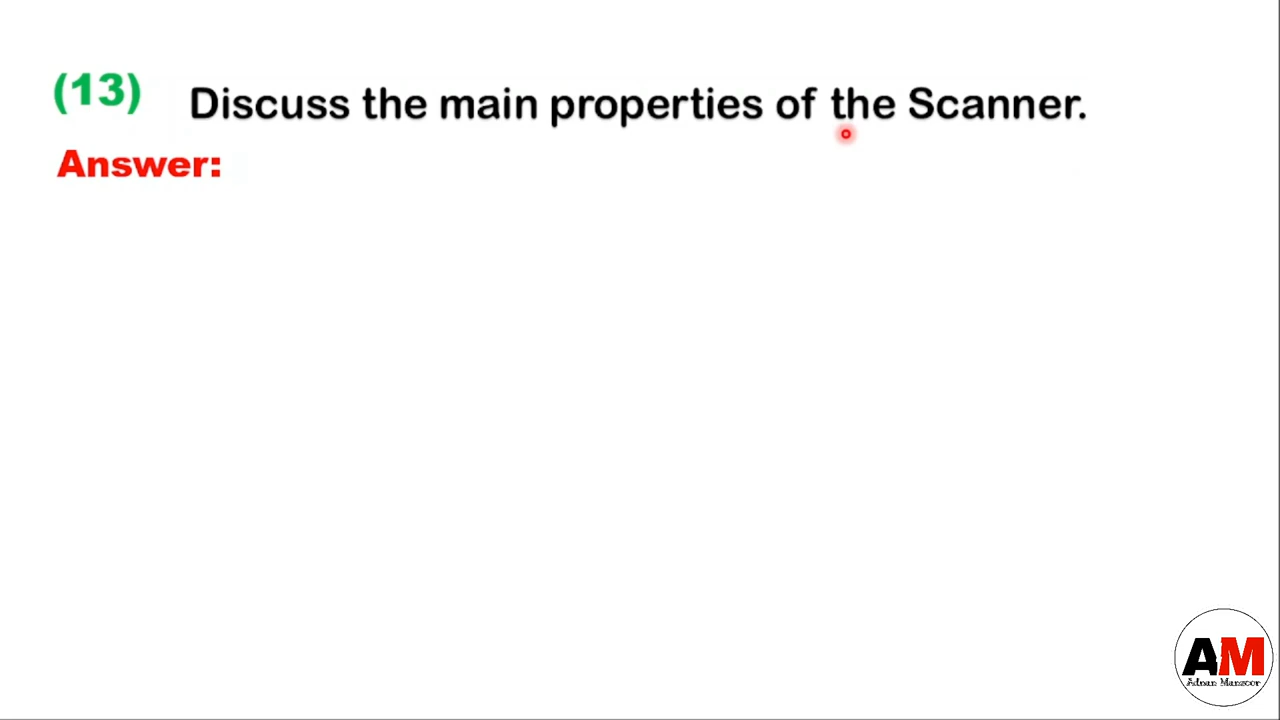 (13) Discuss the main properties of the Scanner.
Answer:
AM
Adnan Manzoor